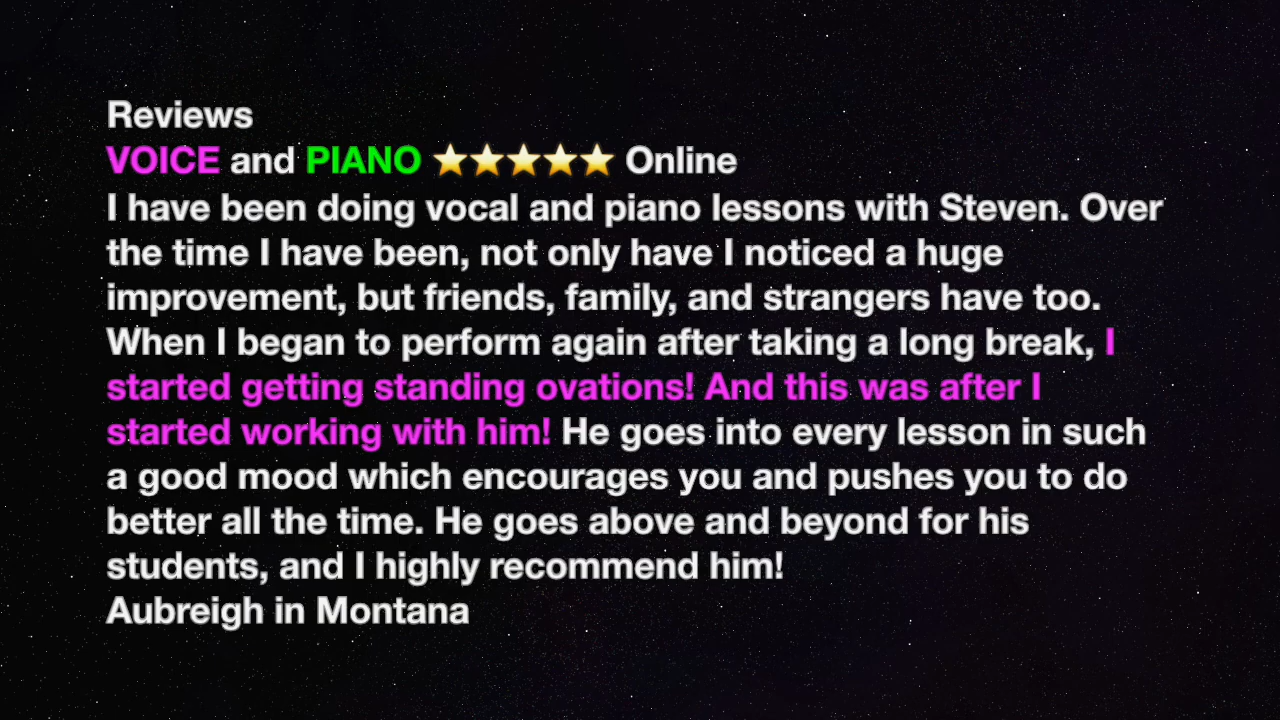 Reviews
VOICE and PIANO ⭐⭐⭐⭐⭐ Online
I have been doing vocal and piano lessons with Steven. Over
the time I have been, not only have I noticed a huge
improvement, but friends, family, and strangers have too.
When I began to perform again after taking a long break, I
started getting standing ovations! And this was after I
started working with him! He goes into every lesson in such
a good mood which encourages you and pushes you to do
better all the time. He goes above and beyond for his
students, and I highly recommend him!
Aubreigh in Montana